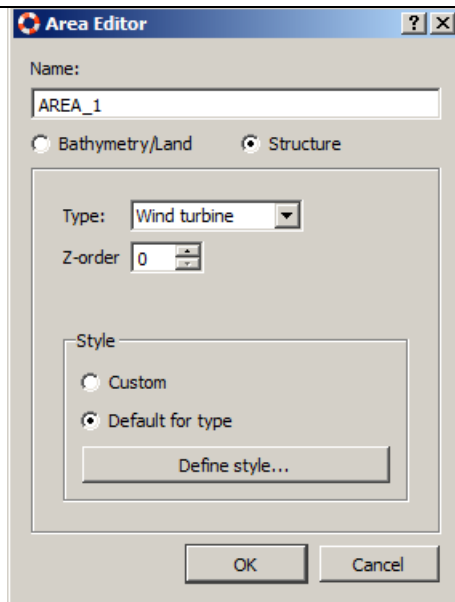 Area Editor
Name:
AREA_1
Bathymetry/Land Structure
Type: Wind turbine
Z-order 0
Style
Custom
Default for type
Define style...
OK Cancel